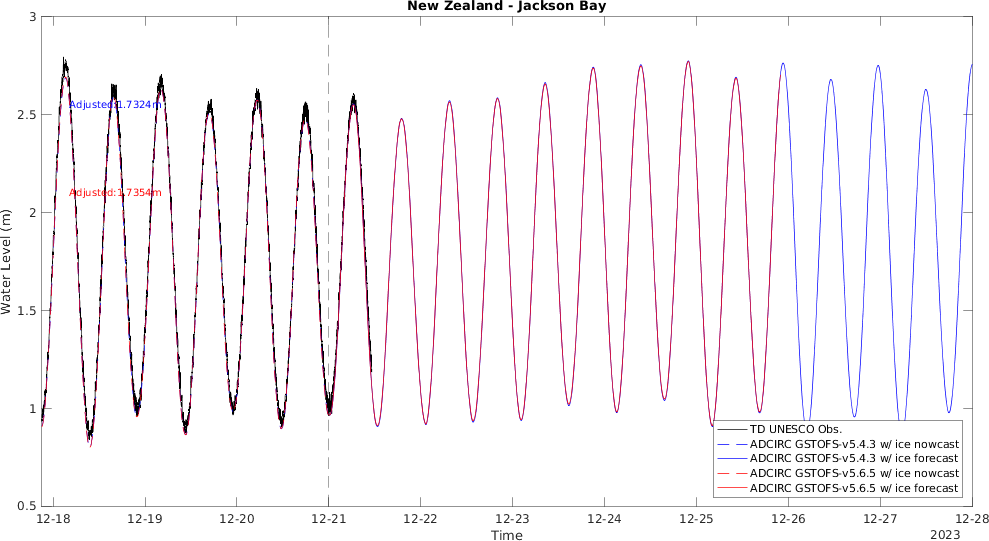 New Zealand - Jackson Bay
3
2.5
2
1.5
1
0.5
Water Level (m)
Adjusted:1.7324m
Adjusted:1.7354m
TD UNESCO Obs.
ADCIRC GSTOFS-v5.4.3 w/ ice nowcast
ADCIRC GSTOFS-v5.4.3 w/ ice forecast
ADCIRC GSTOFS-v5.6.5 w/ ice nowcast
ADCIRC GSTOFS-v5.6.5 w/ ice forecast
12-18 12-19 12-20 12-21 12-22 12-23 12-24 12-25 12-26 12-27 12-28
Time
2023